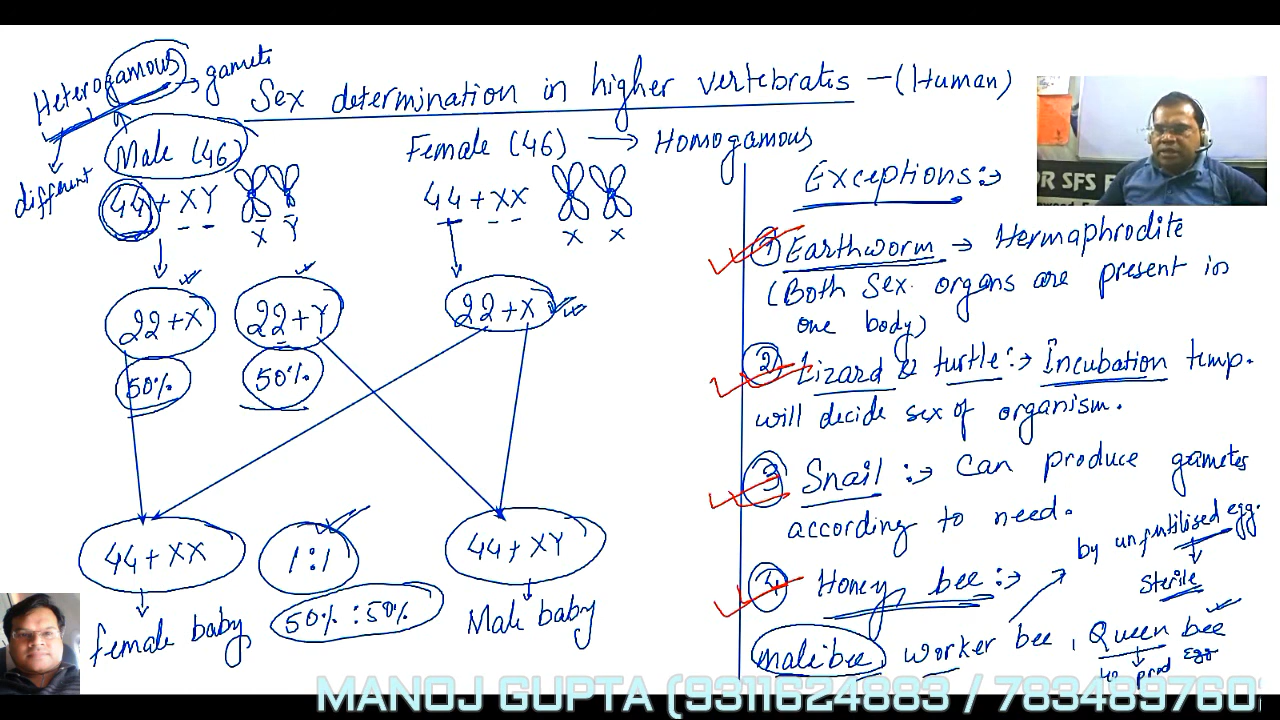 Heterogamous → gamets
Sex determination in higher vertebrates - (Human)
different
Male (46)
44 + XY
X Y
Female (46) → Homogamous
44 + XX
X X
22 + X
22 + Y
22 + X
50%
50%
44 + XX
1:1
44 + XY
50% : 50%
female baby
Male baby
Exceptions :→
① Earthworm → Hermaphrodite
(Both Sex organs are present in
one body)
② Lizard & turtle :→ Incubation temp.
will decide sex of organism.
③ Snail :→ Can produce gametes
according to need.
④ Honey bee :→
by unfertilised egg.
Sterile
male bee worker bee, Queen bee
prod egg
OR SFS
MANOJ GUPTA (9311624883 / 783489760